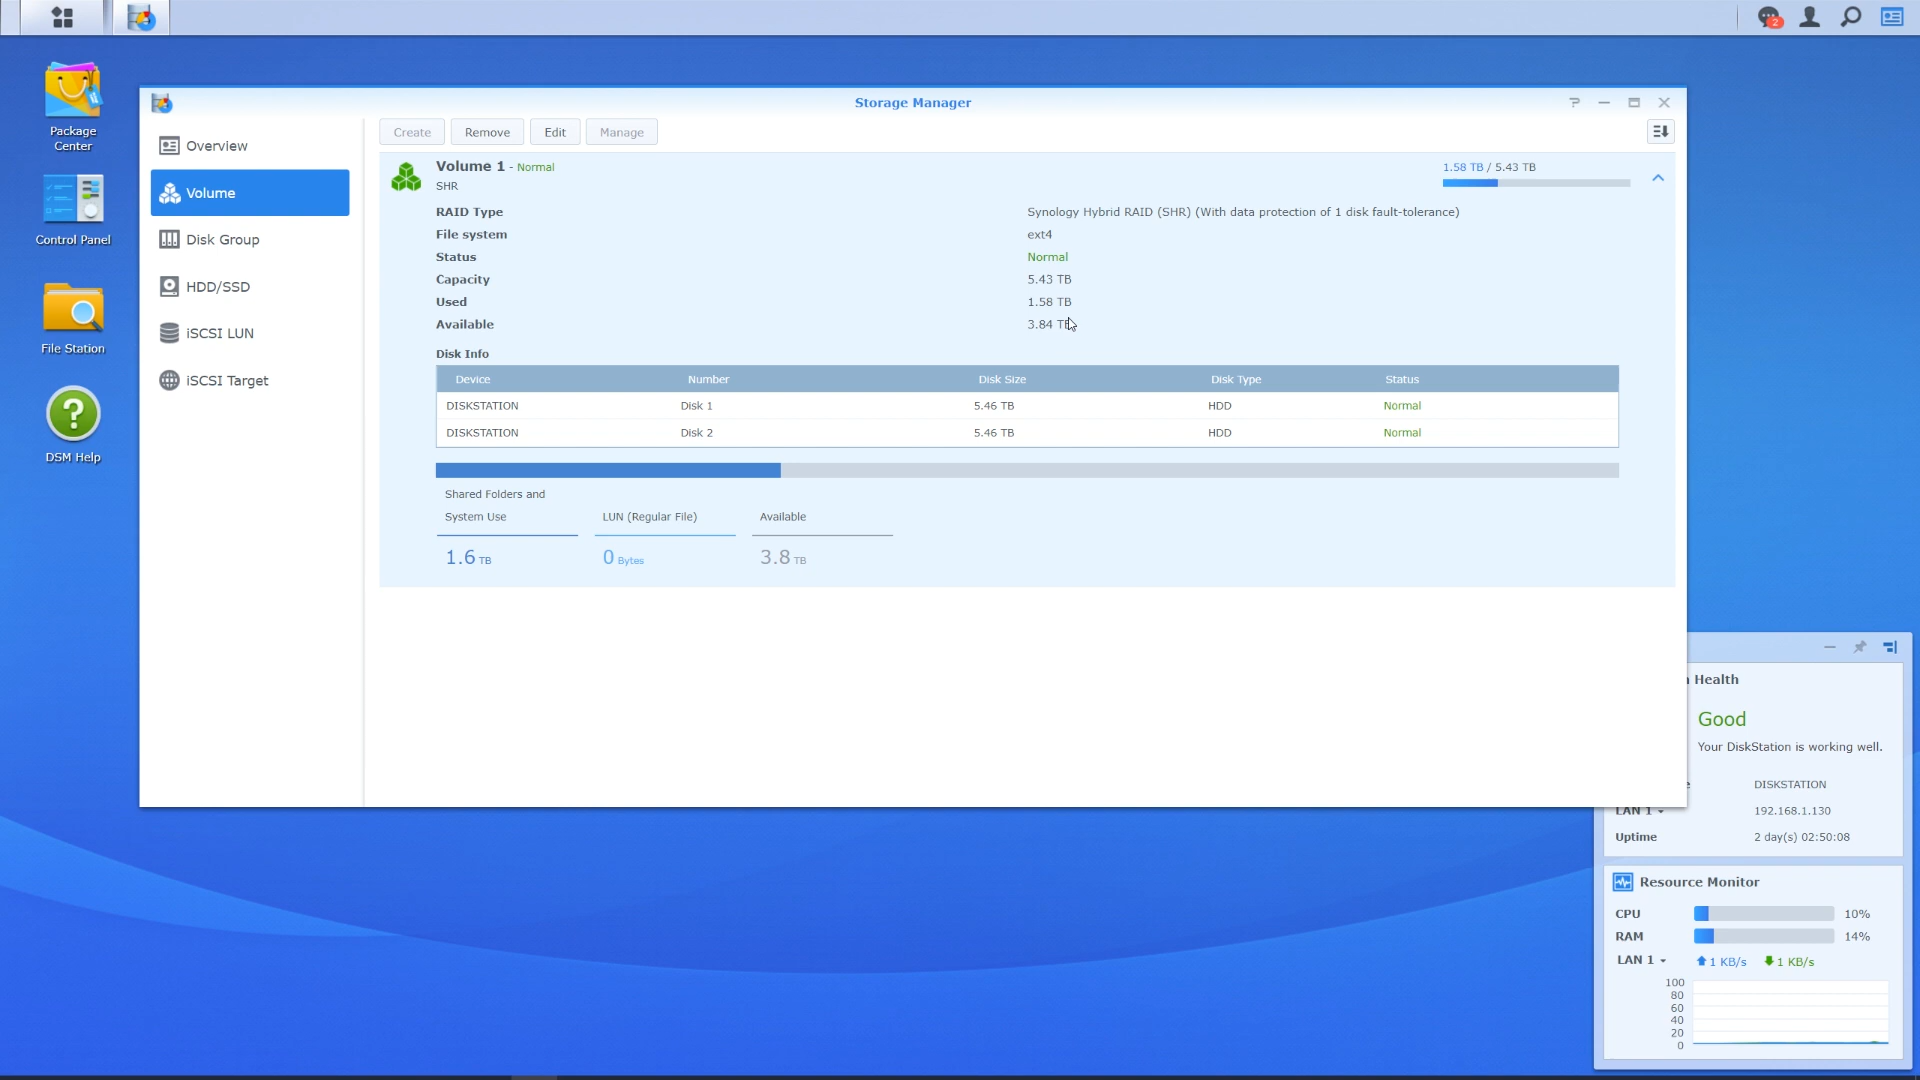 2
Package
Center
Control Panel
File Station
?
DSM Help
Storage Manager
?
Overview
Volume
Disk Group
HDD/SSD
iSCSI LUN
iSCSI Target
Create Remove Edit Manage
Volume 1 - Normal
SHR
1.58 TB / 5.43 TB
RAID Type Synology Hybrid RAID (SHR) (With data protection of 1 disk fault-tolerance)
File system ext4
Status Normal
Capacity 5.43 TB
Used 1.58 TB
Available 3.84 TB
Disk Info
Device Number Disk Size Disk Type Status
DISKSTATION Disk 1 5.46 TB HDD Normal
DISKSTATION Disk 2 5.46 TB HDD Normal
Shared Folders and
System Use LUN (Regular File) Available
1.6 TB 0 Bytes 3.8 TB
Health
Good
Your DiskStation is working well.
DISKSTATION
LAN 1 192.168.1.130
Uptime 2 day(s) 02:50:08
Resource Monitor
CPU 10%
RAM 14%
LAN 1 1 KB/s 1 KB/s
100
80
60
40
20
0